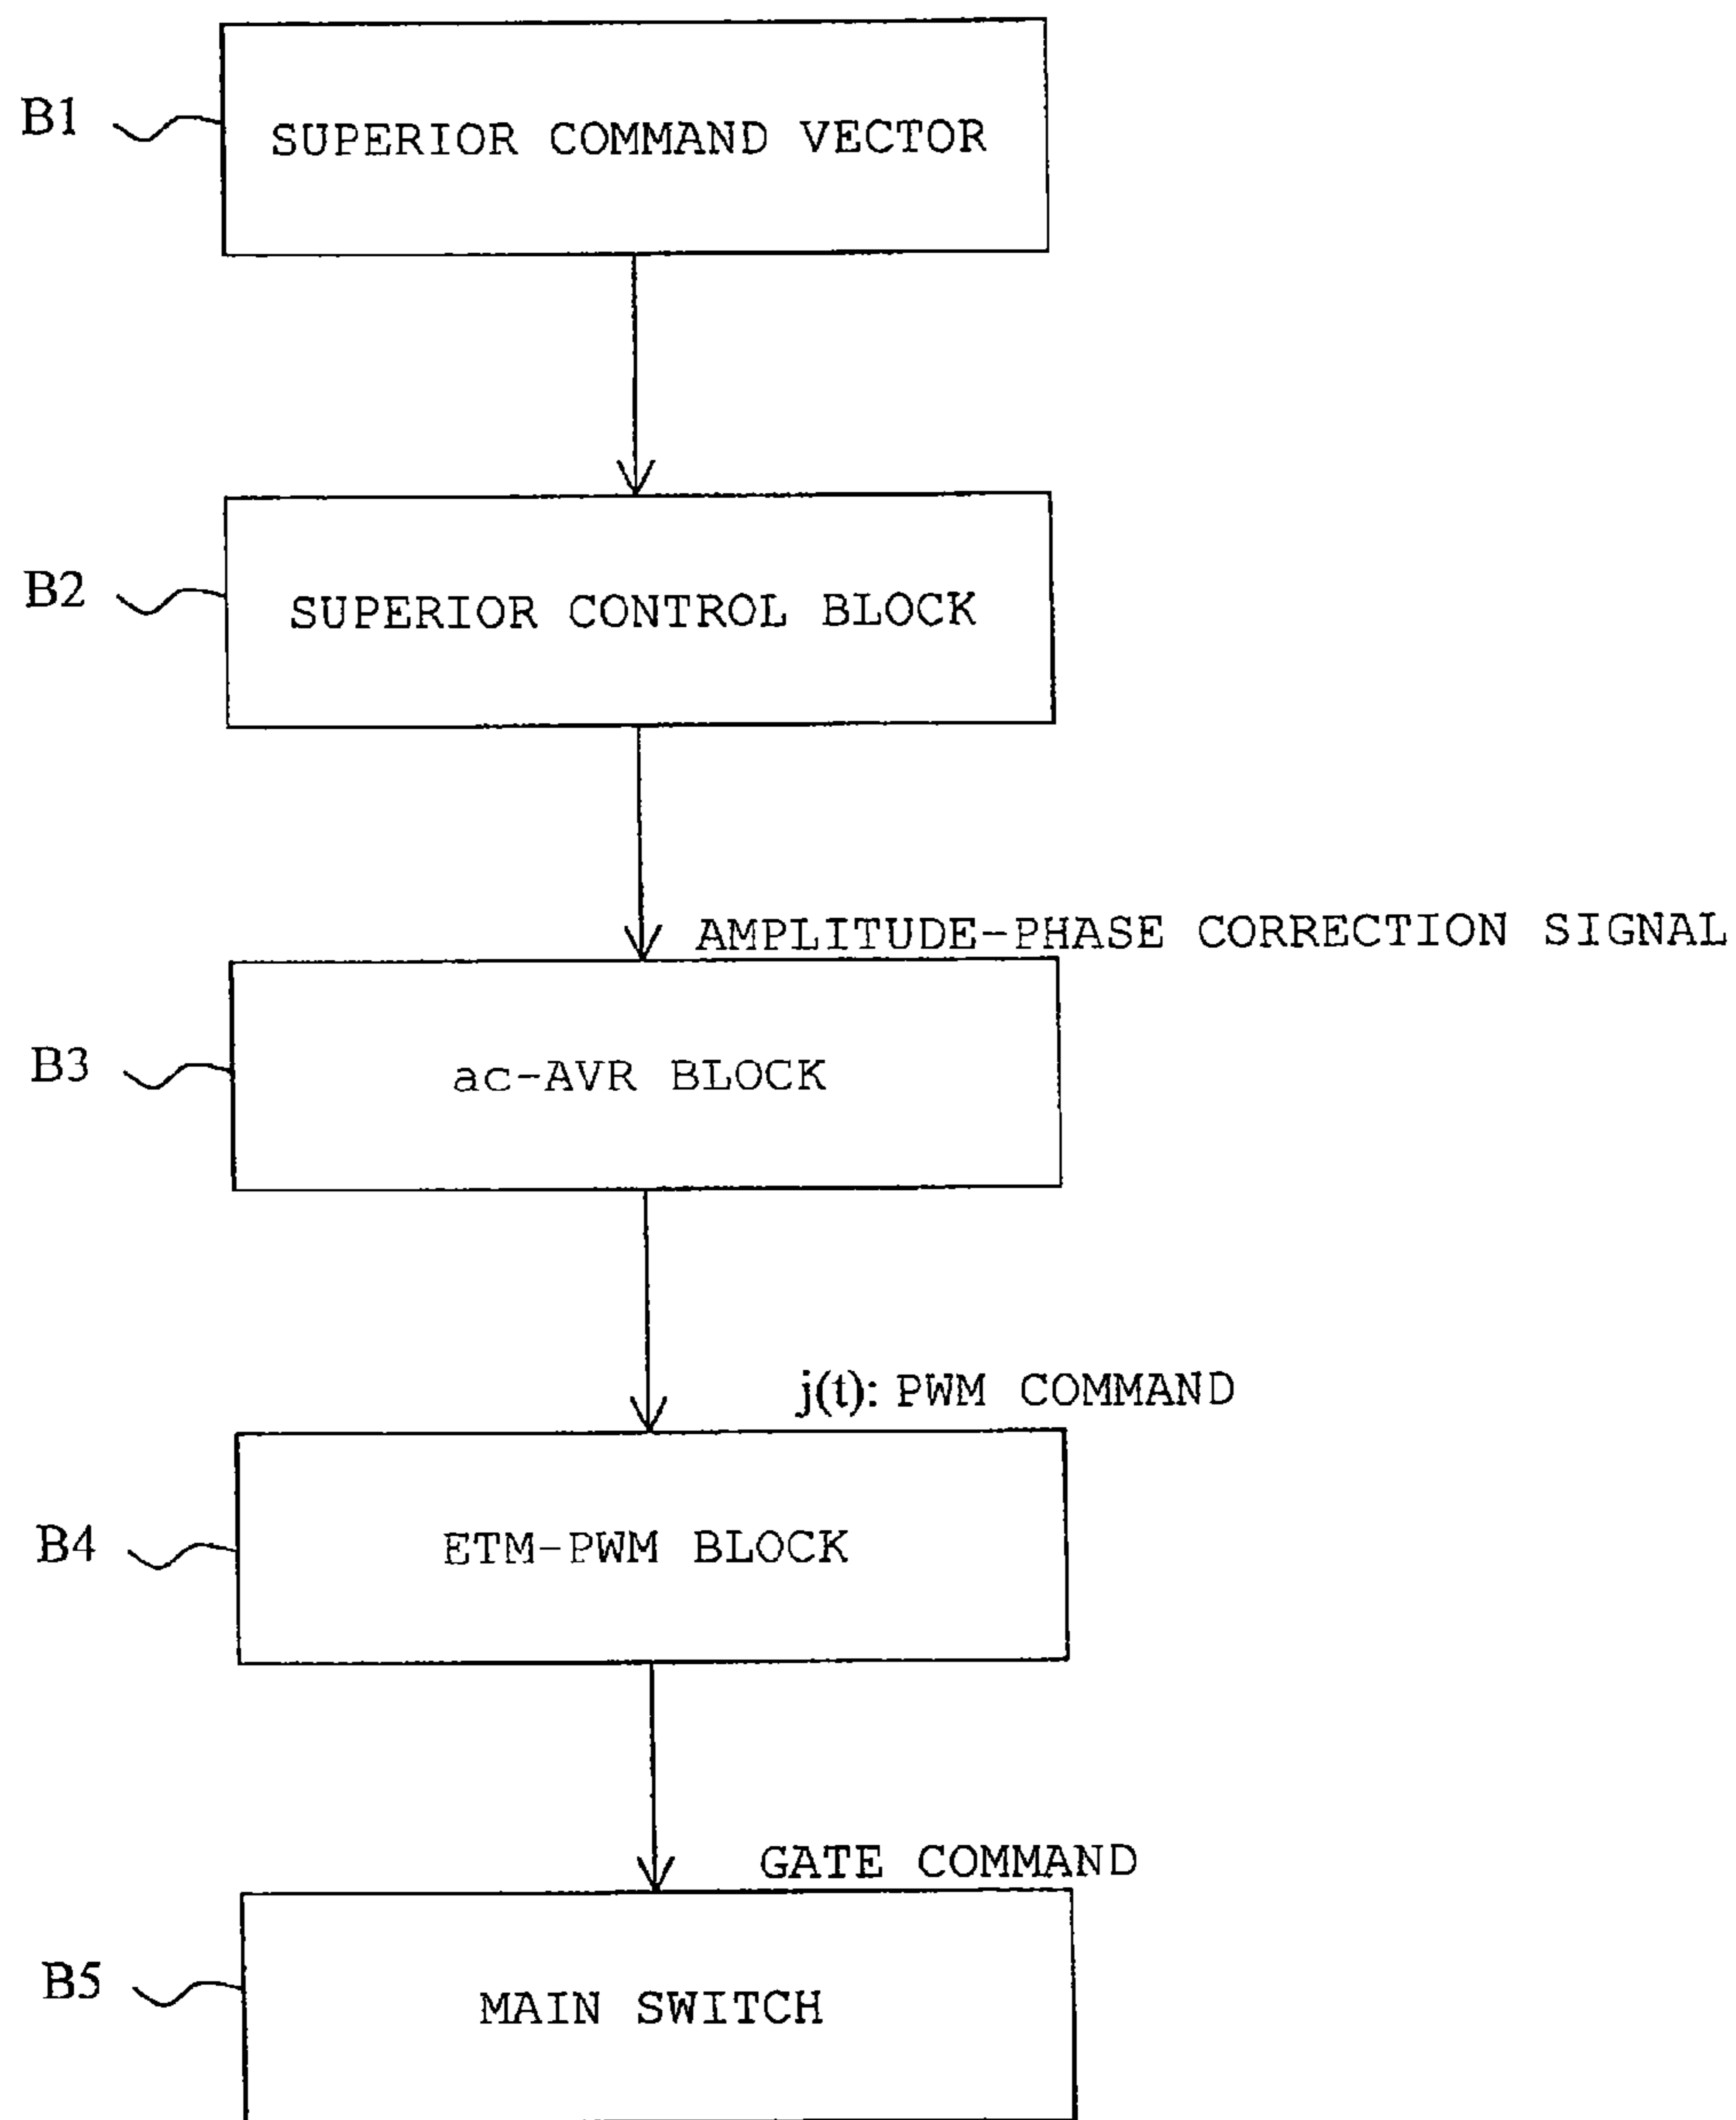 B1
SUPERIOR COMMAND VECTOR
B2
SUPERIOR CONTROL BLOCK
AMPLITUDE-PHASE CORRECTION SIGNAL
B3
ac-AVR BLOCK
j(t): PWM COMMAND
B4
ETM-PWM BLOCK
GATE COMMAND
B5
MAIN SWITCH